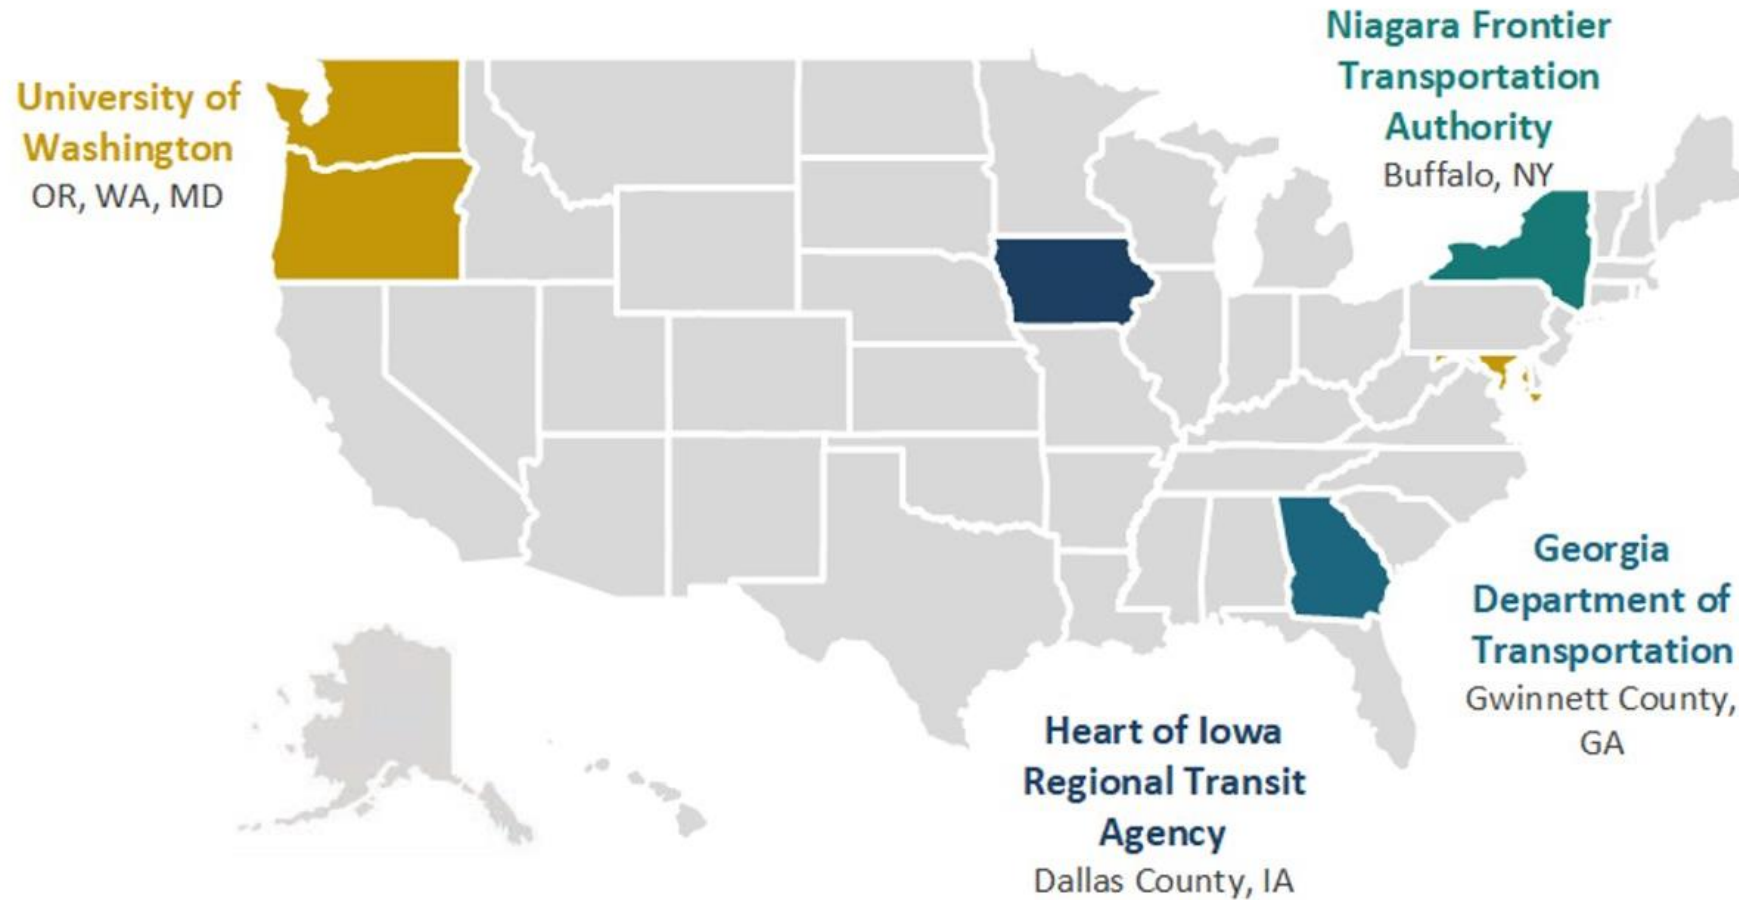 University of
Washington
OR, WA, MD
Niagara Frontier
Transportation
Authority
Buffalo, NY
Georgia
Department of
Transportation
Gwinnett County,
GA
Heart of Iowa
Regional Transit
Agency
Dallas County, IA